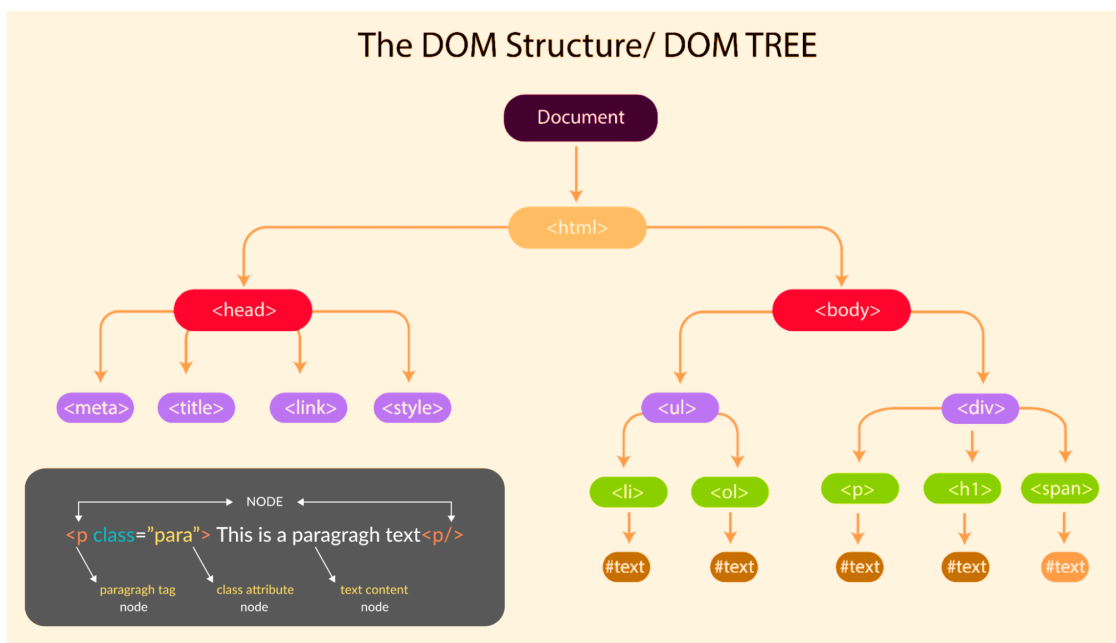 The DOM Structure/ DOM TREE
Document
<html>
<head>
<body>
<meta>
<title>
<link>
<style>
<ul>
<div>
<li>
<ol>
<p>
<h1>
<span>
#text
#text
#text
#text
#text
NODE
<p class="para”> This is a paragragh text<p/>
paragragh tag
node
class attribute
node
text content
node